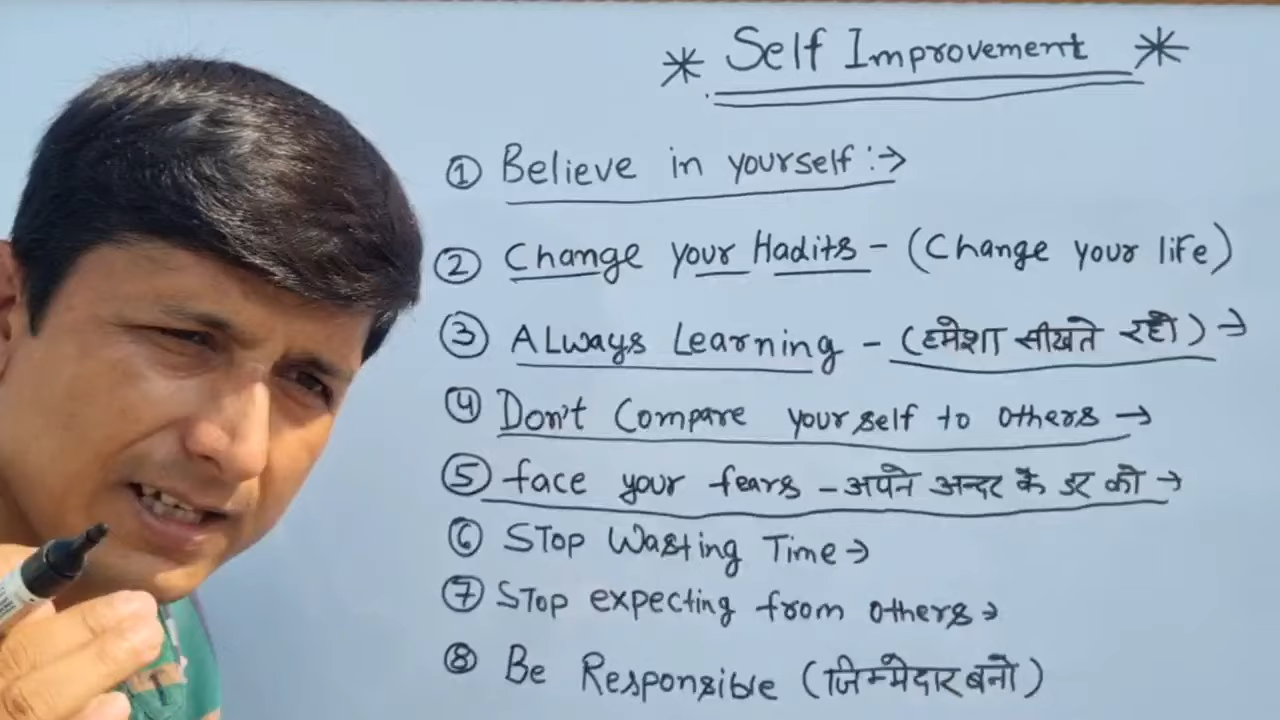 * Self Improvement *
① Believe in yourself :→
② Change your Hadits - (Change your life)
③ ALways Learning - (हमेशा सीखते रहो) →
④ Don't Compare yourself to others →
⑤ face your fears - अपने अन्दर के डर को →
⑥ STop Wasting Time →
⑦ STop expecting from others →
⑧ Be Responsible (जिम्मेदार बनो)